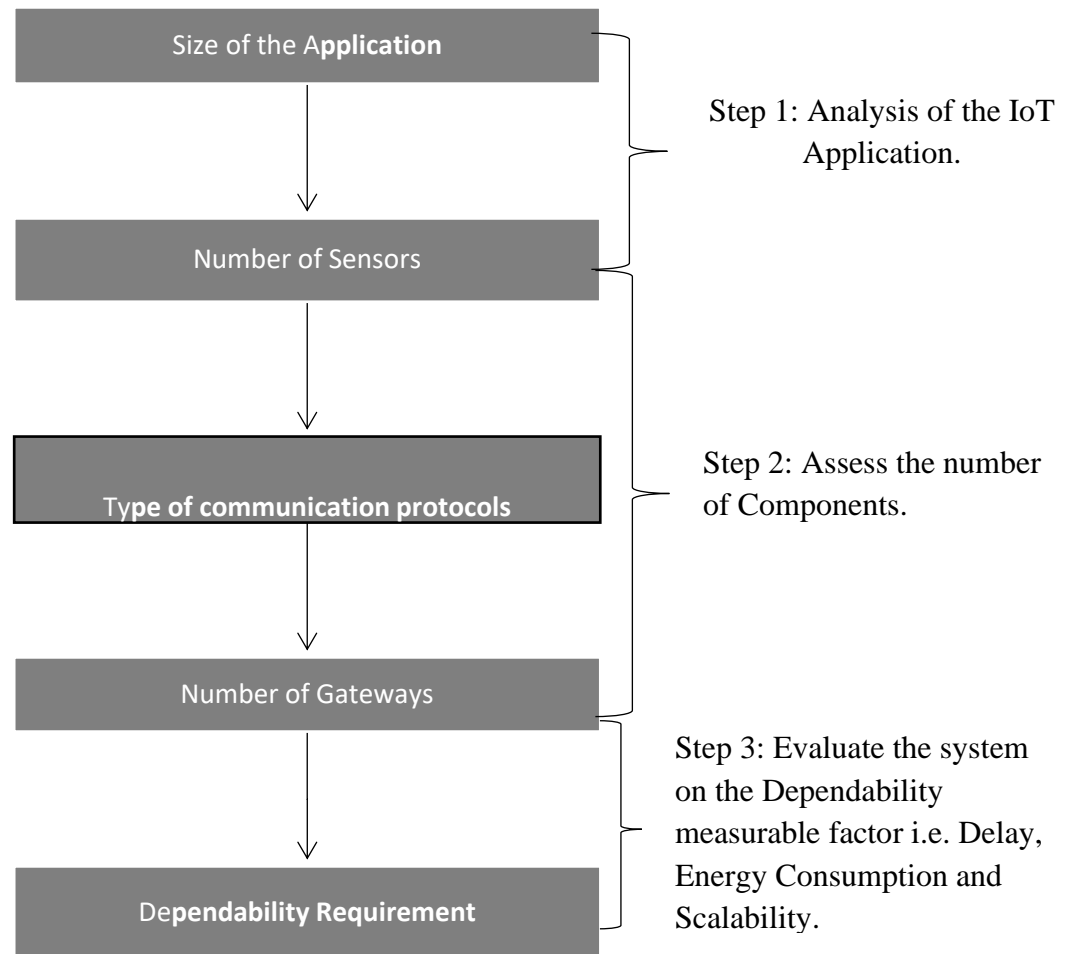 Size of the Application
Step 1: Analysis of the IoT
Application.
Number of Sensors
Type of communication protocols
Step 2: Assess the number
of Components.
Number of Gateways
Step 3: Evaluate the system
on the Dependability
measurable factor i.e. Delay,
Energy Consumption and
Scalability.
Dependability Requirement